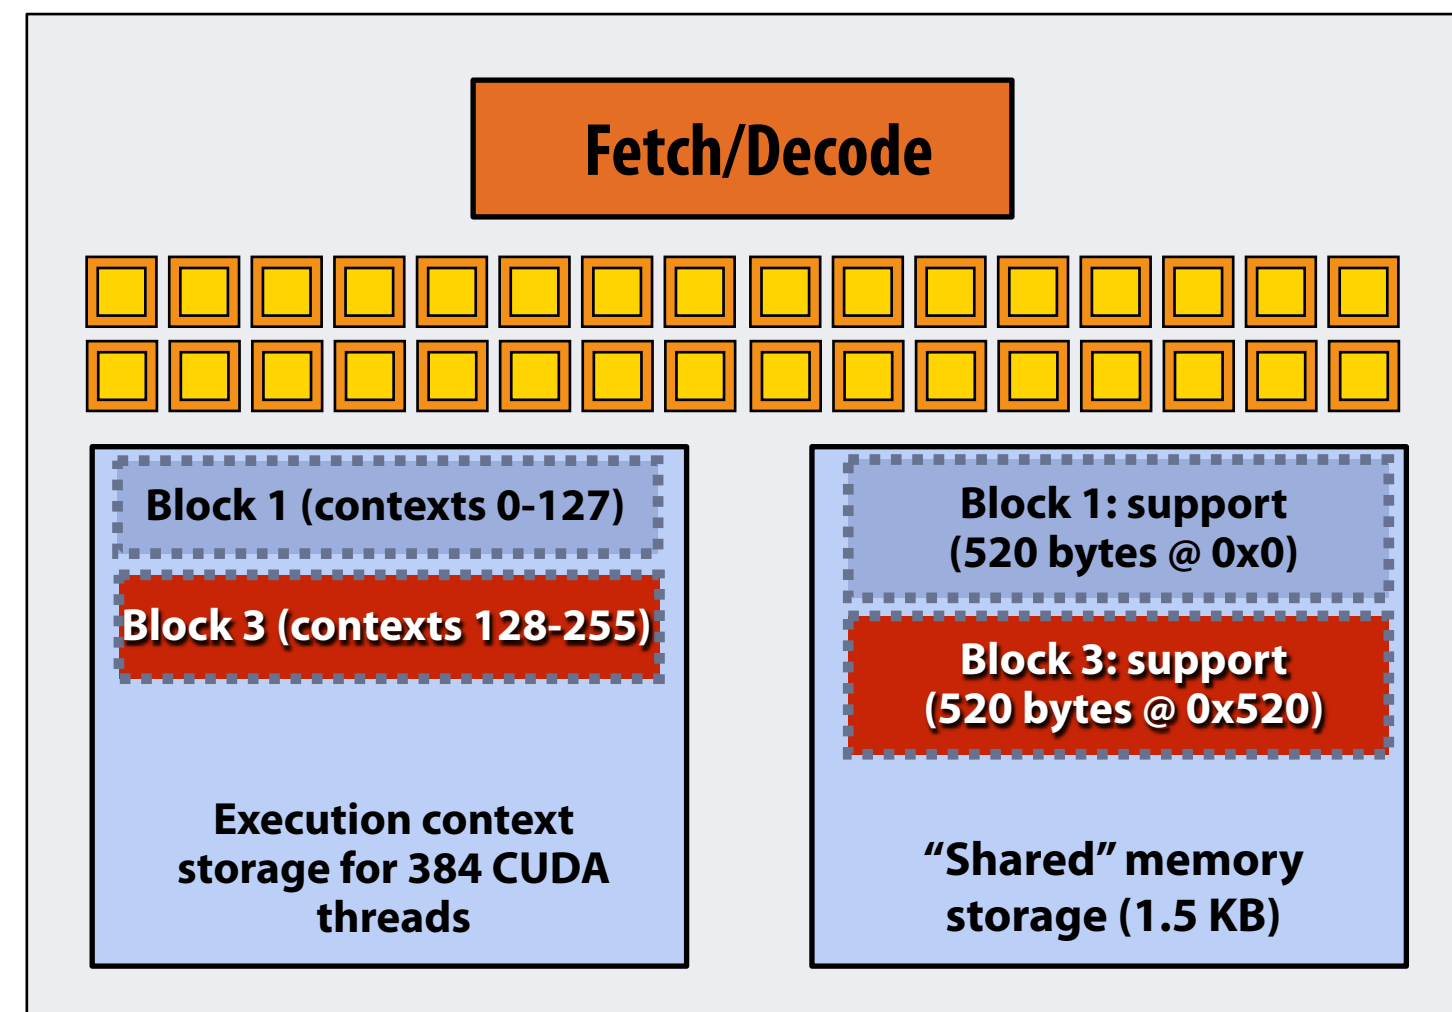 Fetch/Decode
Block 1 (contexts 0-127)
Block 3 (contexts 128-255)
Execution context
storage for 384 CUDA
threads
Block 1: support
(520 bytes @ 0x0)
Block 3: support
(520 bytes @ 0x520)
“Shared” memory
storage (1.5 KB)